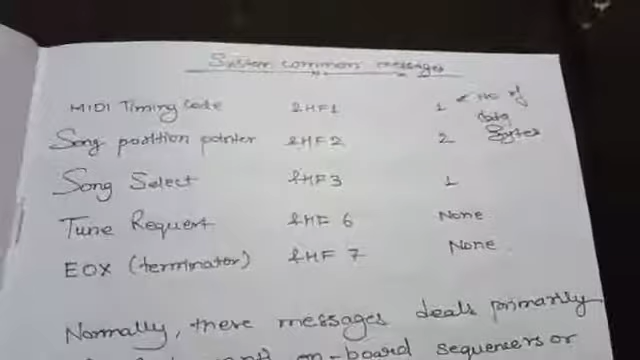 System common messages
MIDI Timing Code &HF1 1 ← No of data Bytes
Song position pointer &HF2 2
Song Select &HF3 1
Tune Request &HF 6 None
EOX (terminator) &HF 7 None
Normally, these messages deals primarily
on-board sequencers or